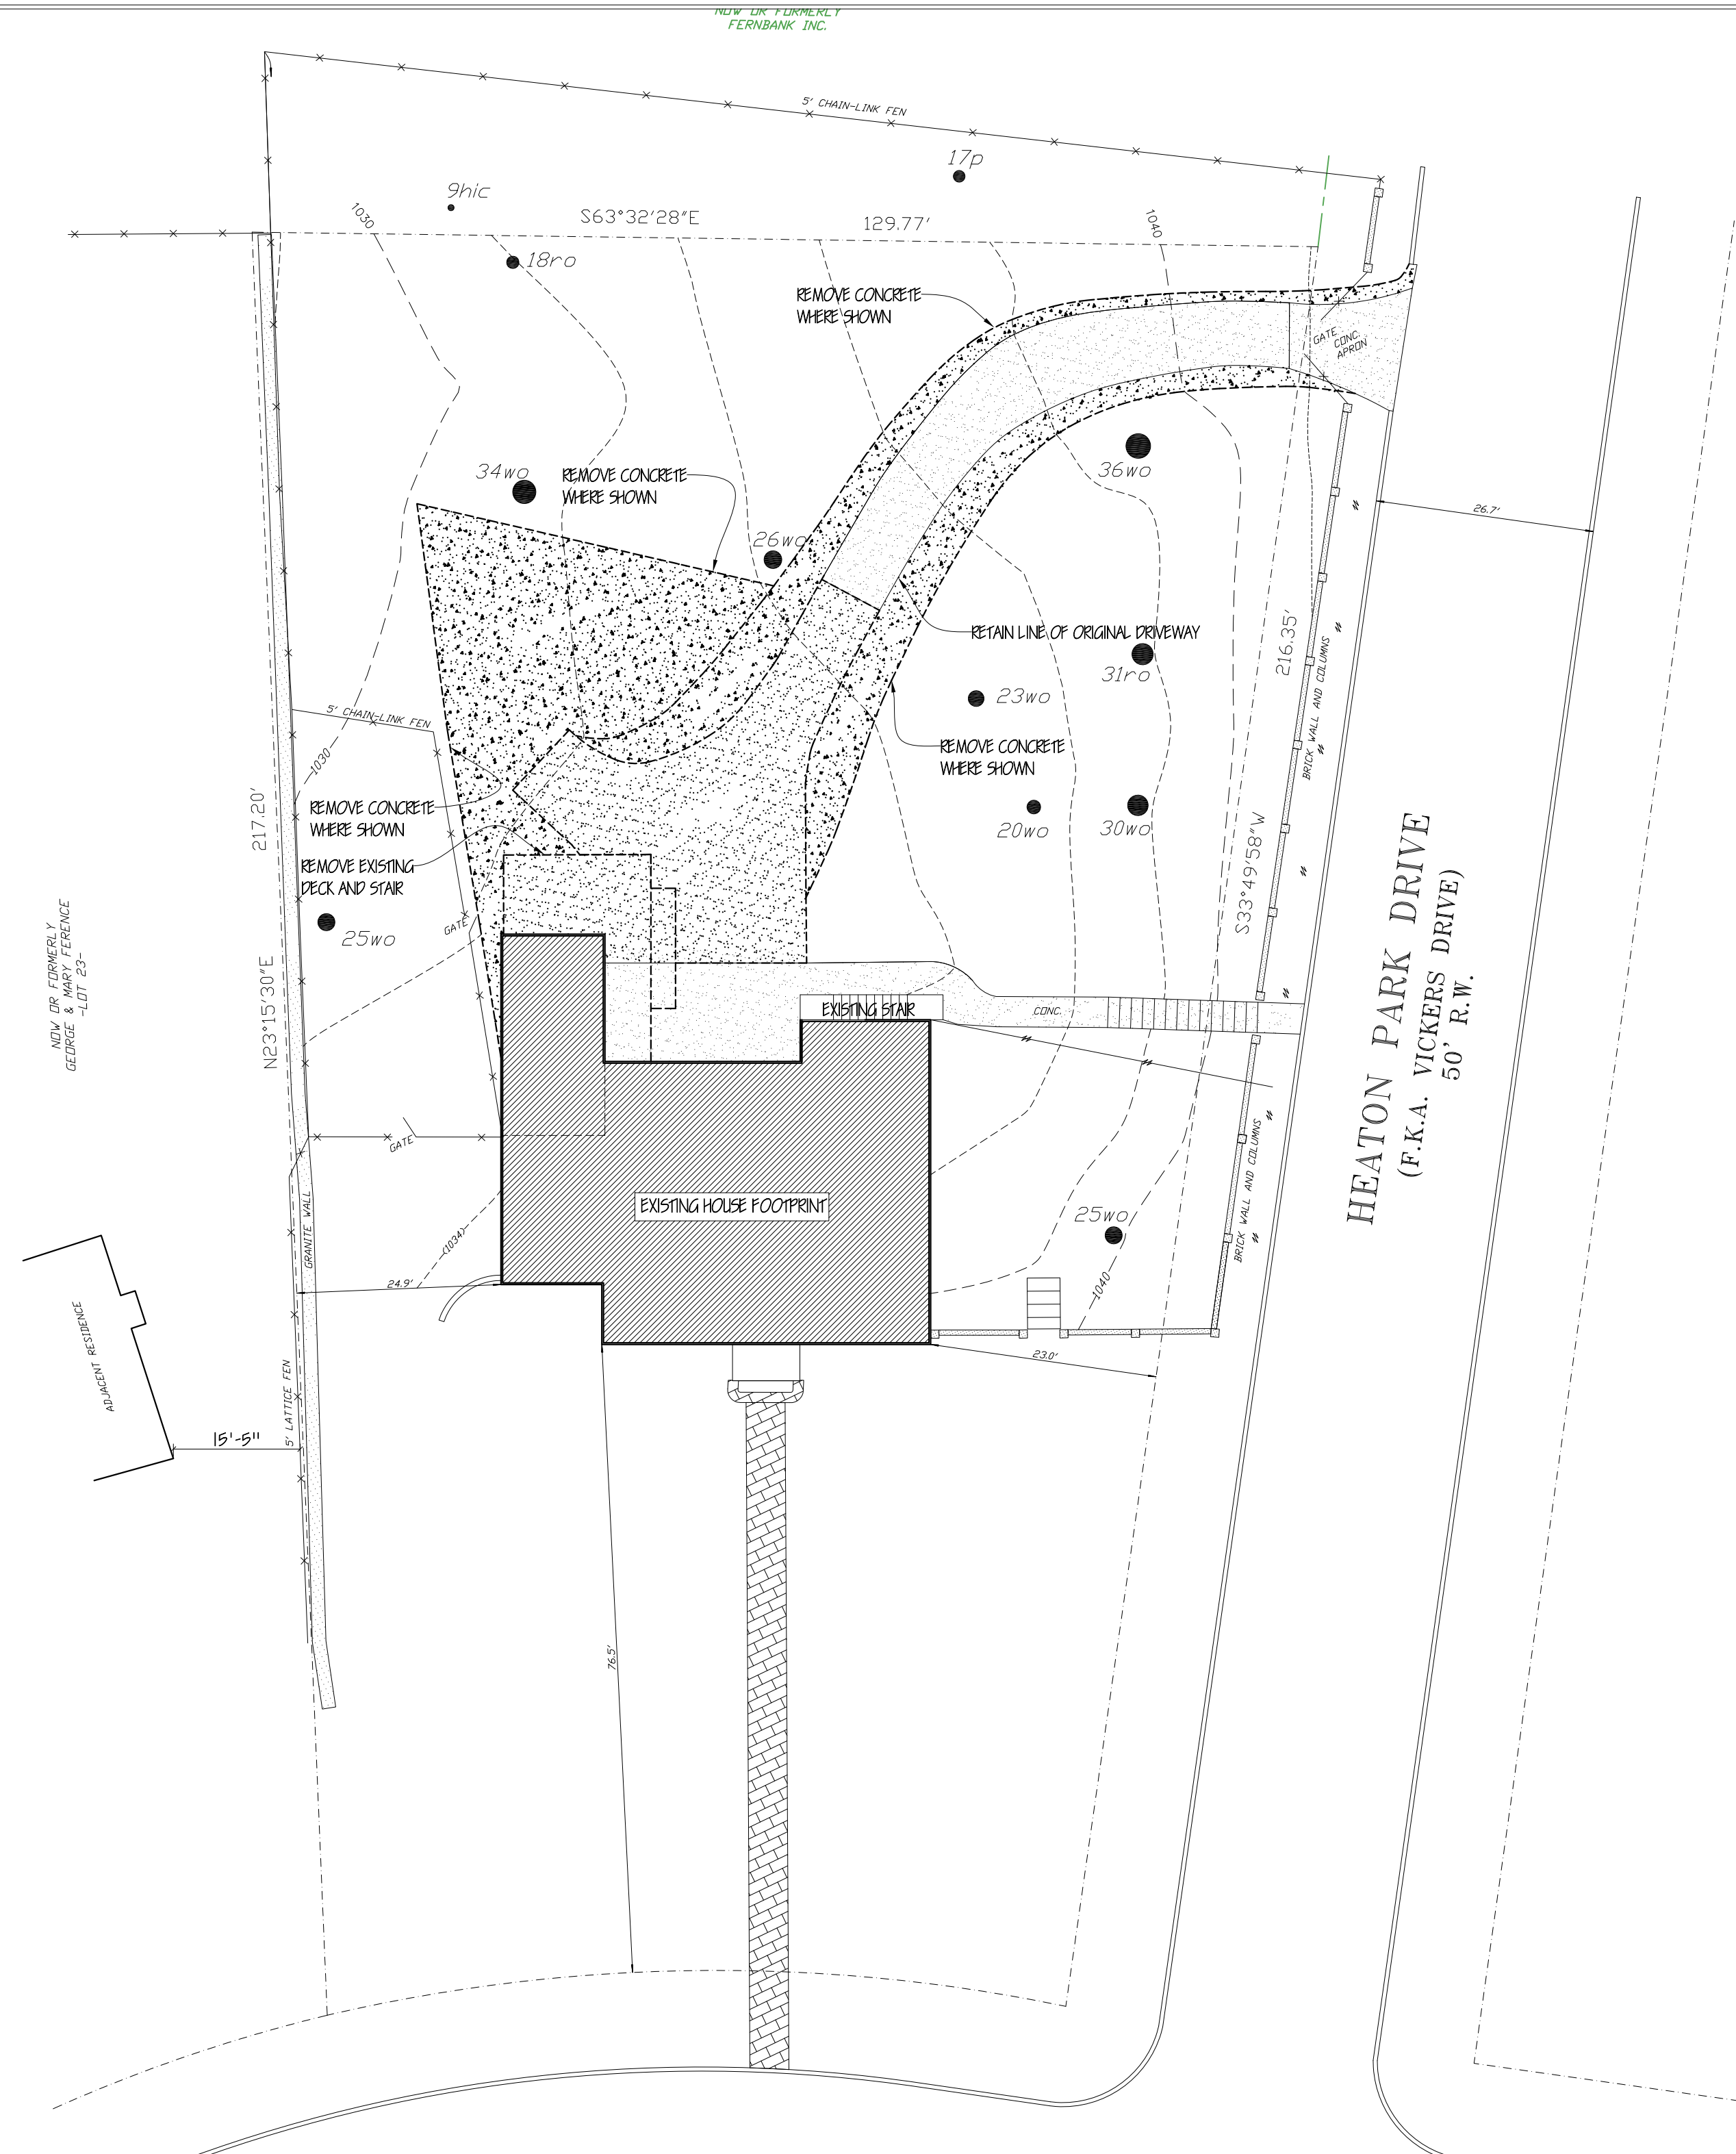 NOW OR FORMERLY
FERNBANK INC.
5' CHAIN-LINK FEN
17p
9hic
1030
S63°32'28"E
129.77'
1040
18ro
REMOVE CONCRETE
WHERE SHOWN
GATE
CONC.
APRON
34wo
REMOVE CONCRETE
WHERE SHOWN
36wo
26wo
26.7'
RETAIN LINE OF ORIGINAL DRIVEWAY
216.35'
31ro
23wo
BRICK WALL AND COLUMNS
5' CHAIN-LINK FEN
1030
REMOVE CONCRETE
WHERE SHOWN
217.20'
REMOVE CONCRETE
WHERE SHOWN
20wo
30wo
REMOVE EXISTING
DECK AND STAIR
S33°49'58"W
GATE
25wo
NOW OR FORMERLY
GEORGE & MARY FERENCE
-LOT 23-
N23°15'30"E
HEATON PARK DRIVE
(F.K.A. VICKERS DRIVE)
50' R.W.
EXISTING STAIR
CONC.
GATE
EXISTING HOUSE FOOTPRINT
BRICK WALL AND COLUMNS
25wo
GRANITE WALL
(1034)
24.9'
1040
ADJACENT RESIDENCE
23.0'
5' LATTICE FEN
15'-5"
76.5'